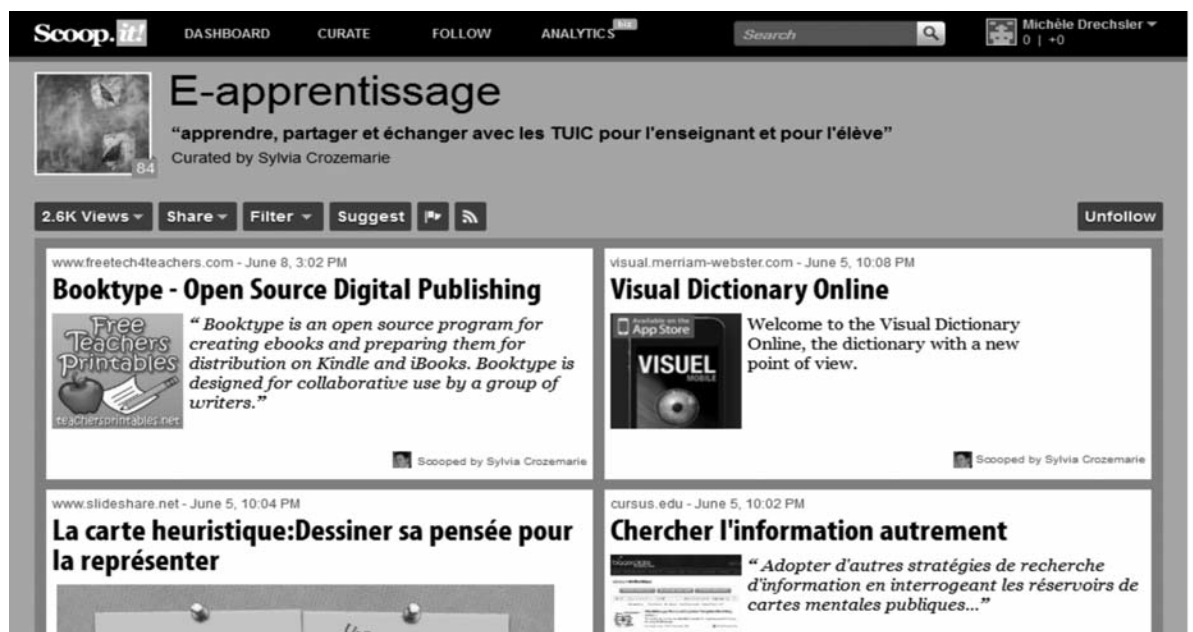 Scoop.it!
DASHBOARD
CURATE
FOLLOW
ANALYTICS
biz
Search
Michèle Drechsler
0 | +0
E-apprentissage
“apprendre, partager et échanger avec les TUIC pour l'enseignant et pour l'élève”
Curated by Sylvia Crozemarie
84
2.6K Views
Share
Filter
Suggest
Unfollow
www.freetech4teachers.com - June 8, 3:02 PM
Booktype - Open Source Digital Publishing
Free
Teachers
Printables
teachersprintables.net
“ Booktype is an open source program for
creating ebooks and preparing them for
distribution on Kindle and iBooks. Booktype is
designed for collaborative use by a group of
writers.”
Scooped by Sylvia Crozemarie
visual.merriam-webster.com - June 5, 10:08 PM
Visual Dictionary Online
Available on the
App Store
VISUEL
MOBILE
Welcome to the Visual Dictionary
Online, the dictionary with a new
point of view.
Scooped by Sylvia Crozemarie
www.slideshare.net - June 5, 10:04 PM
La carte heuristique:Dessiner sa pensée pour
la représenter
cursus.edu - June 5, 10:02 PM
Chercher l'information autrement
“ Adopter d'autres stratégies de recherche
d'information en interrogeant les réservoirs de
cartes mentales publiques...”